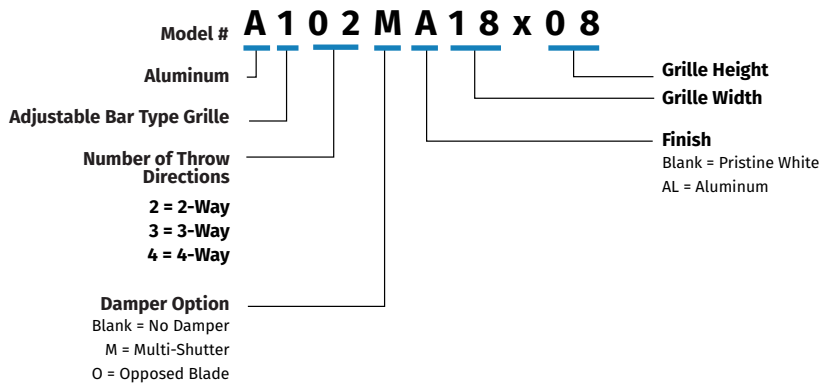 Model # A 1 0 2 M A 1 8 x 0 8
Aluminum
Adjustable Bar Type Grille
Number of Throw
Directions
2 = 2-Way
3 = 3-Way
4 = 4-Way
Damper Option
Blank = No Damper
M = Multi-Shutter
O = Opposed Blade
Grille Height
Grille Width
Finish
Blank = Pristine White
AL = Aluminum